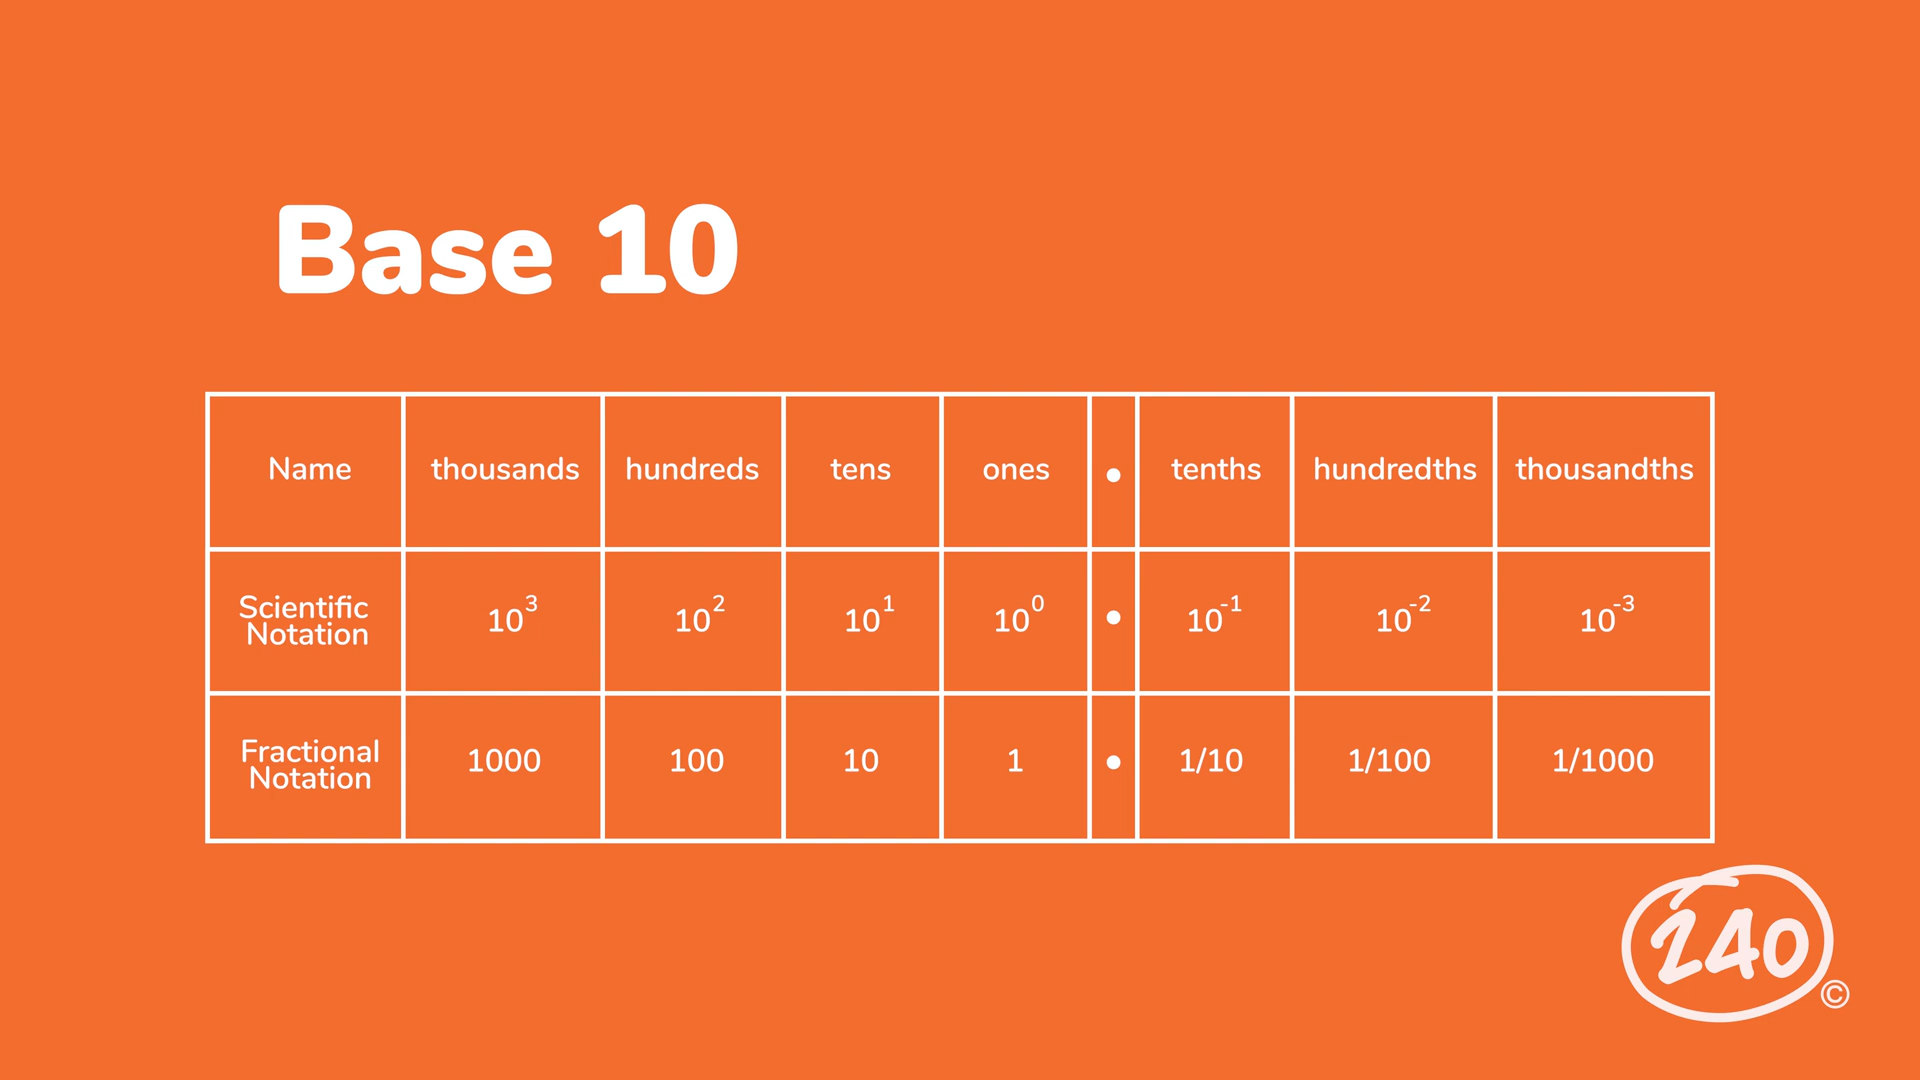 Base 10
Name thousands hundreds tens ones • tenths hundredths thousandths
Scientific
Notation
10³ 10² 10¹ 10⁰ • 10⁻¹ 10⁻² 10⁻³
Fractional
Notation
1000 100 10 1 • 1/10 1/100 1/1000
240
©